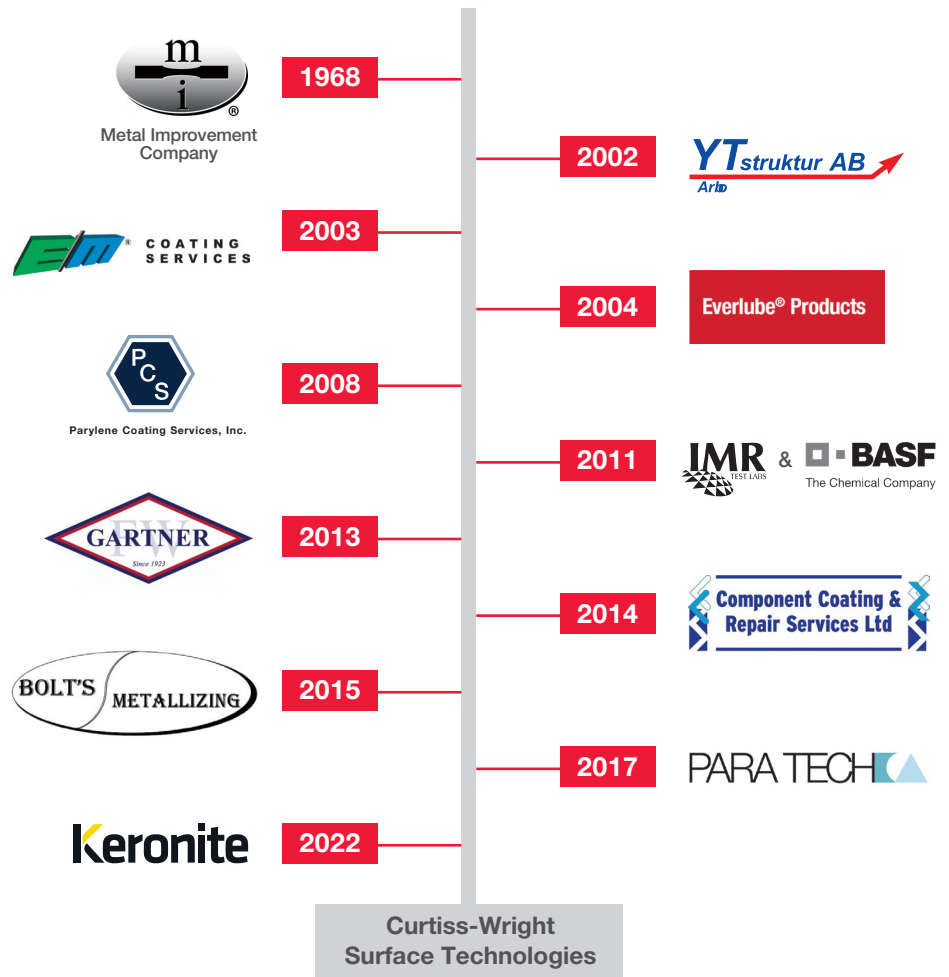 m
i
®
Metal Improvement
Company
1968
2002
YTstruktur AB
Arbo
E/M® COATING
SERVICES
2003
2004
Everlube® Products
P
C
S
Parylene Coating Services, Inc.
2008
2011
IMR
TEST LABS
&
BASF
The Chemical Company
FW
GARTNER
Since 1923
2013
2014
Component Coating &
Repair Services Ltd
BOLT'S
METALLIZING
2015
2017
PARA TECH
Keronite
2022
Curtiss-Wright
Surface Technologies